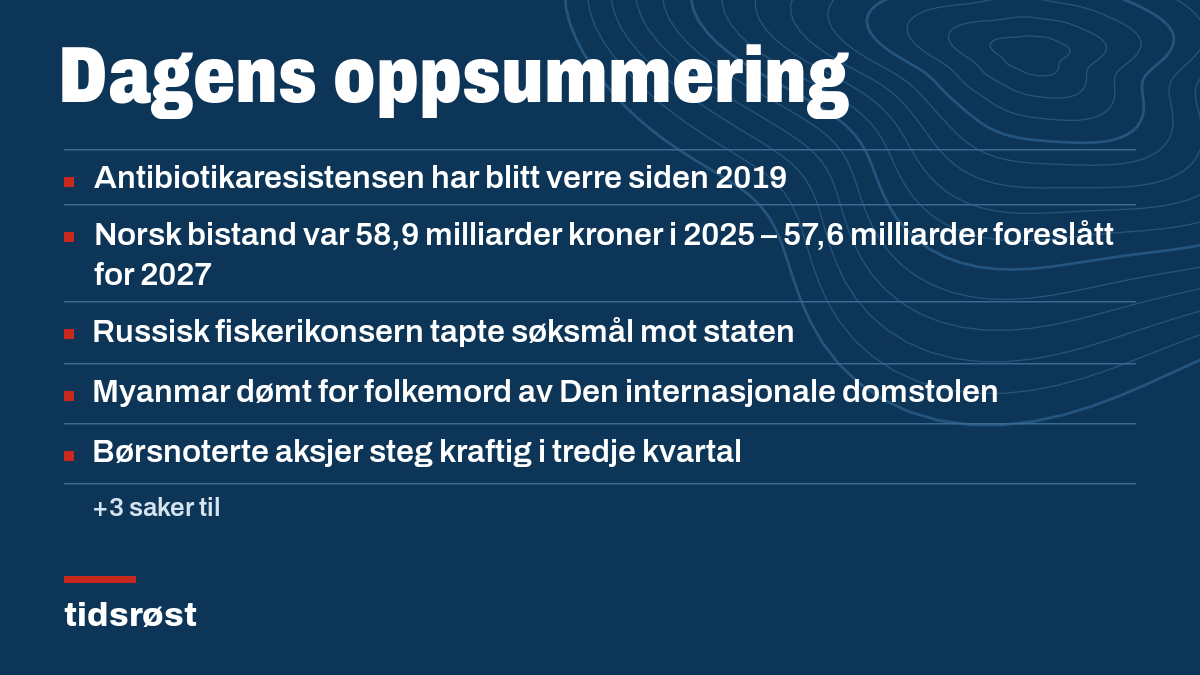 Dagens oppsummering
Antibiotikaresistensen har blitt verre siden 2019
Norsk bistand var 58,9 milliarder kroner i 2025 – 57,6 milliarder foreslått
for 2027
Russisk fiskerikonsern tapte søksmål mot staten
Myanmar dømt for folkemord av Den internasjonale domstolen
Børsnoterte aksjer steg kraftig i tredje kvartal
+3 saker til
tidsrøst